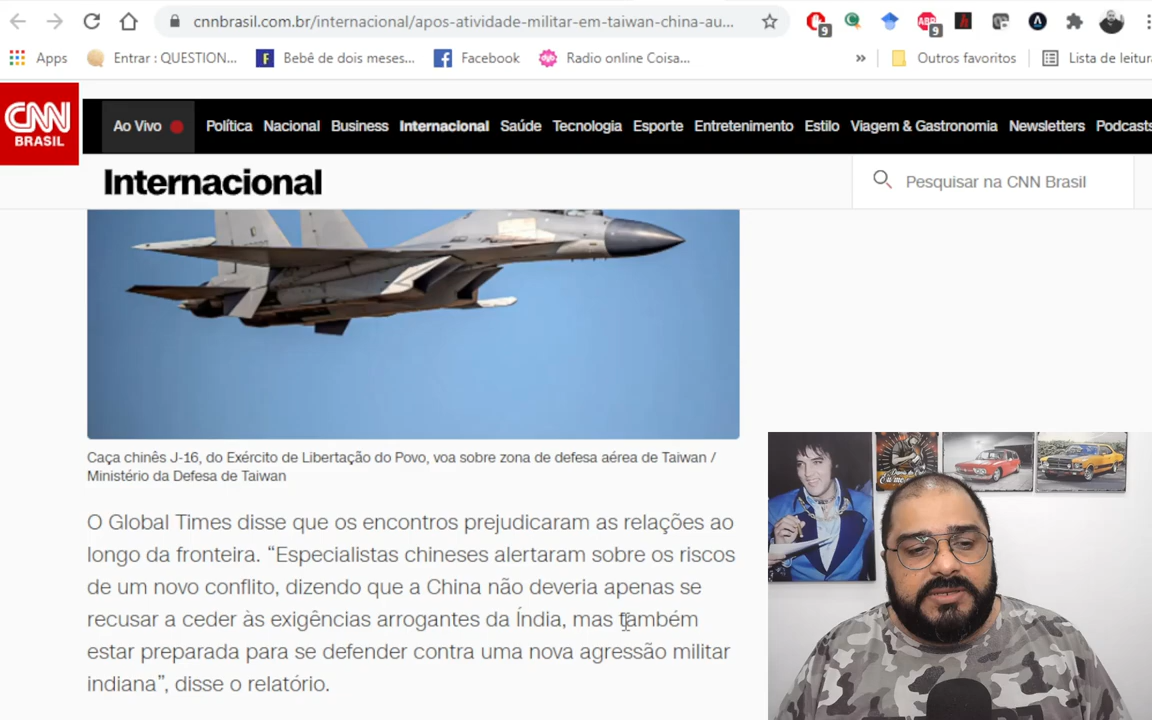 cnnbrasil.com.br/internacional/apos-atividade-militar-em-taiwan-china-au...
9
ABP
9
Apps
Entrar : QUESTION...
Bebê de dois meses...
Facebook
Radio online Coisa...
»
Outros favoritos
Lista de leitur
CNN
BRASIL
Ao Vivo
Política
Nacional
Business
Internacional
Saúde
Tecnologia
Esporte
Entretenimento
Estilo
Viagem & Gastronomia
Newsletters
Podcasts
Internacional
Pesquisar na CNN Brasil
Caça chinês J-16, do Exército de Libertação do Povo, voa sobre zona de defesa aérea de Taiwan /
Ministério da Defesa de Taiwan
O Global Times disse que os encontros prejudicaram as relações ao
longo da fronteira. “Especialistas chineses alertaram sobre os riscos
de um novo conflito, dizendo que a China não deveria apenas se
recusar a ceder às exigências arrogantes da Índia, mas também
estar preparada para se defender contra uma nova agressão militar
indiana”, disse o relatório.